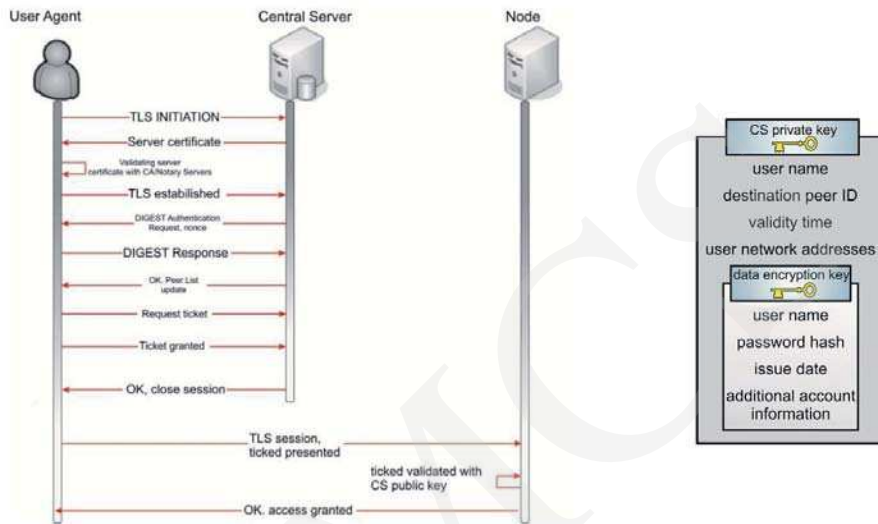 User Agent
Central Server
Node
TLS INITIATION
Server certificate
Validating server
certificate with CA/Notary Servers
TLS estabilished
DIGEST Authentication
Request, nonce
DIGEST Response
OK. Peer List
update
Request ticket
Ticket granted
OK, close session
TLS session,
ticked presented
ticked validated with
CS public key
OK. access granted
CS private key
user name
destination peer ID
validity time
user network addresses
data encryption key
user name
password hash
issue date
additional account
information